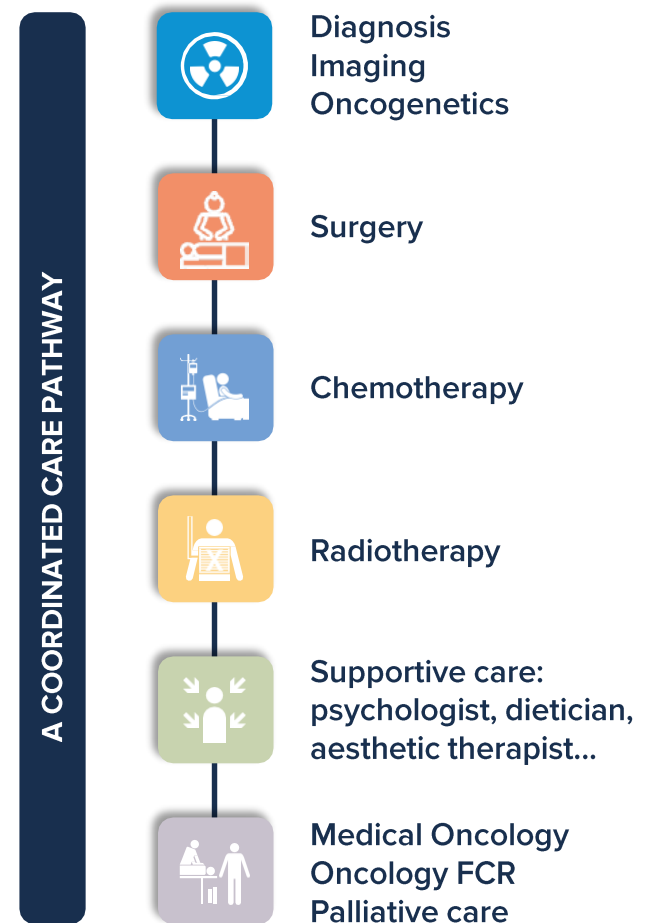 A COORDINATED CARE PATHWAY
Diagnosis
Imaging
Oncogenetics
Surgery
Chemotherapy
Radiotherapy
Supportive care:
psychologist, dietician,
aesthetic therapist...
Medical Oncology
Oncology FCR
Palliative care